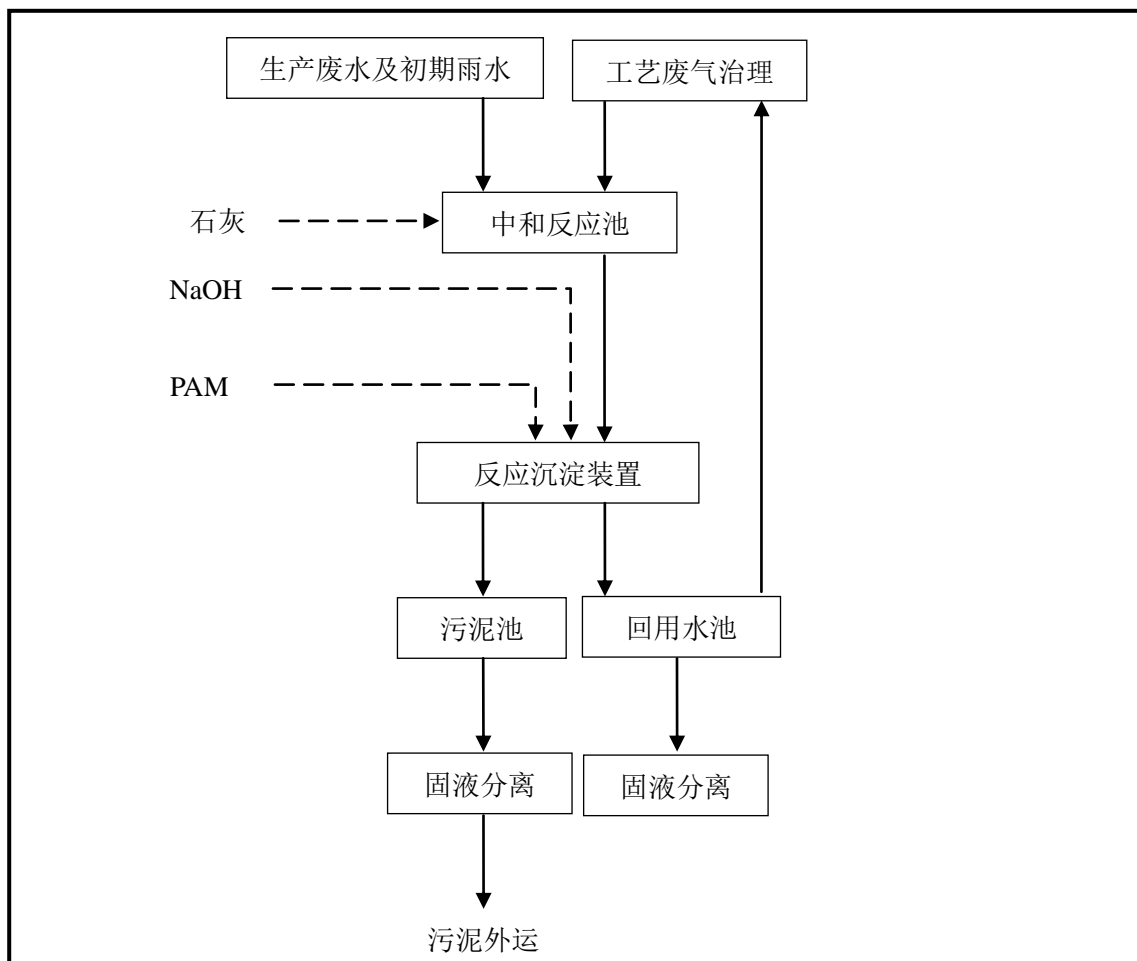 生产废水及初期雨水
工艺废气治理
石灰
中和反应池
NaOH
PAM
反应沉淀装置
污泥池
回用水池
固液分离
固液分离
污泥外运